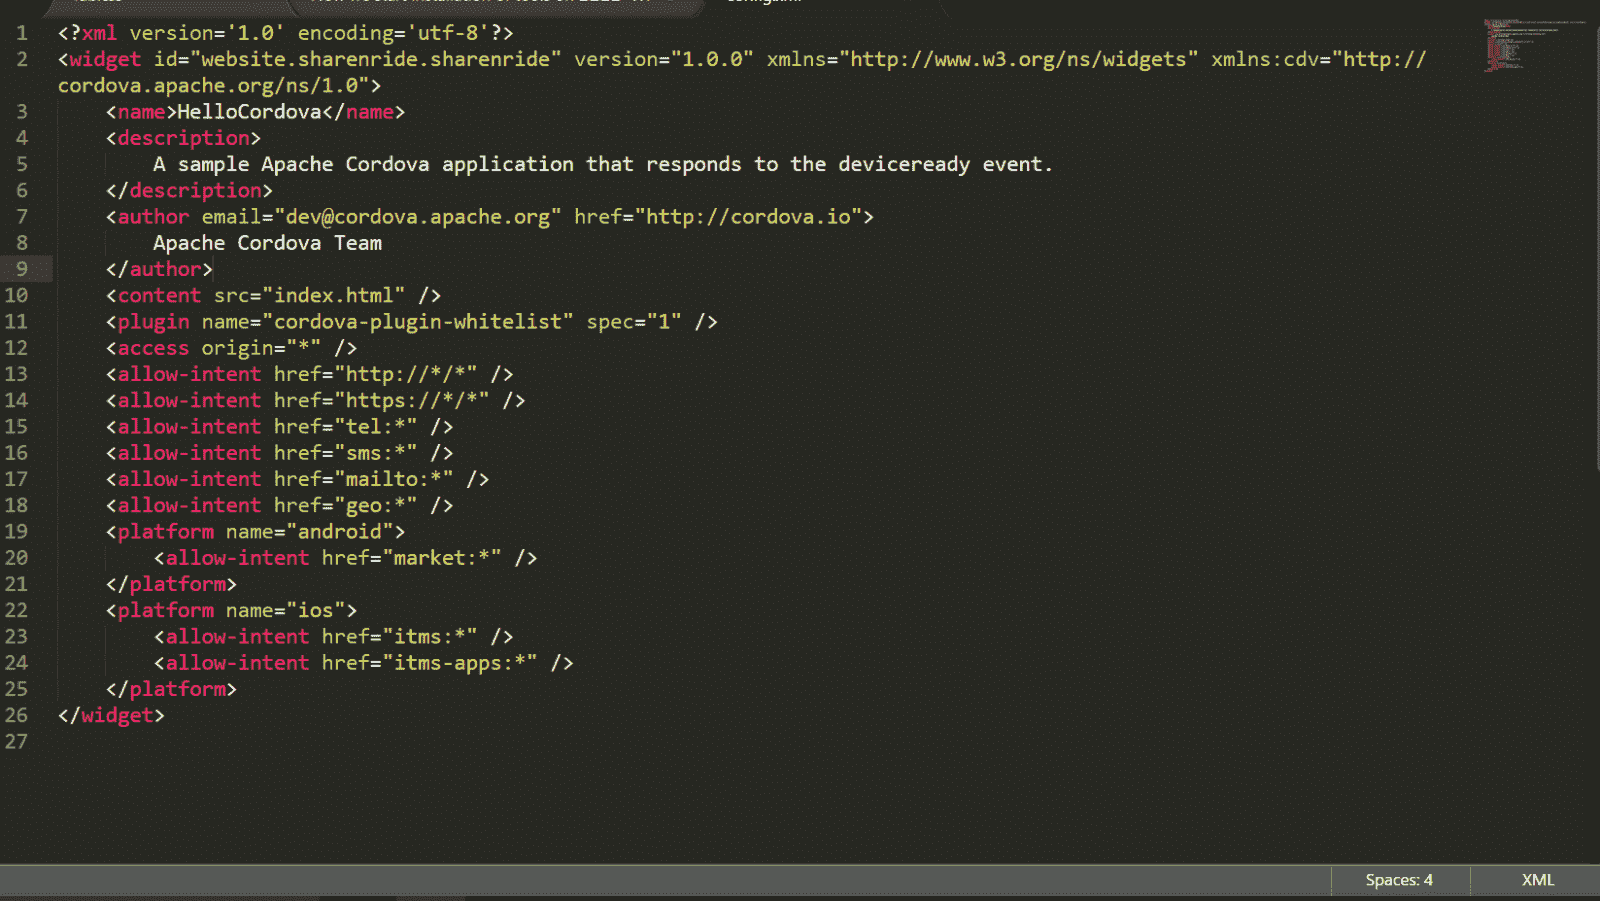 1 <?xml version='1.0' encoding='utf-8'?>
2 <widget id="website.sharenride.sharenride" version="1.0.0" xmlns="http://www.w3.org/ns/widgets" xmlns:cdv="http://
cordova.apache.org/ns/1.0">
3     <name>HelloCordova</name>
4     <description>
5         A sample Apache Cordova application that responds to the deviceready event.
6     </description>
7     <author email="dev@cordova.apache.org" href="http://cordova.io">
8         Apache Cordova Team
9     </author>
10     <content src="index.html" />
11     <plugin name="cordova-plugin-whitelist" spec="1" />
12     <access origin="*" />
13     <allow-intent href="http://*/*" />
14     <allow-intent href="https://*/*" />
15     <allow-intent href="tel:*" />
16     <allow-intent href="sms:*" />
17     <allow-intent href="mailto:*" />
18     <allow-intent href="geo:*" />
19     <platform name="android">
20         <allow-intent href="market:*" />
21     </platform>
22     <platform name="ios">
23         <allow-intent href="itms:*" />
24         <allow-intent href="itms-apps:*" />
25     </platform>
26 </widget>
27
Spaces: 4 XML